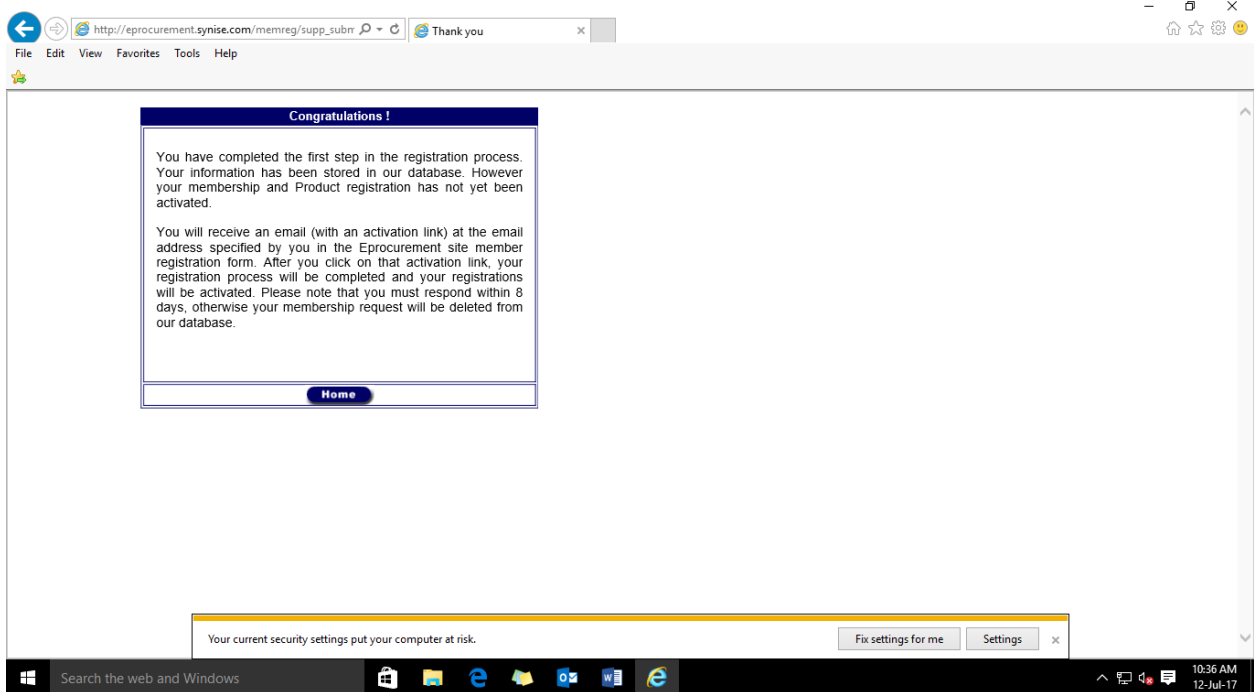 http://eprocurement.synise.com/memreg/supp_subm
Thank you
File Edit View Favorites Tools Help
Congratulations !
You have completed the first step in the registration process.
Your information has been stored in our database. However
your membership and Product registration has not yet been
activated.
You will receive an email (with an activation link) at the email
address specified by you in the Eprocurement site member
registration form. After you click on that activation link, your
registration process will be completed and your registrations
will be activated. Please note that you must respond within 8
days, otherwise your membership request will be deleted from
our database.
Home
Your current security settings put your computer at risk.
Fix settings for me
Settings
Search the web and Windows
10:36 AM
12-Jul-17